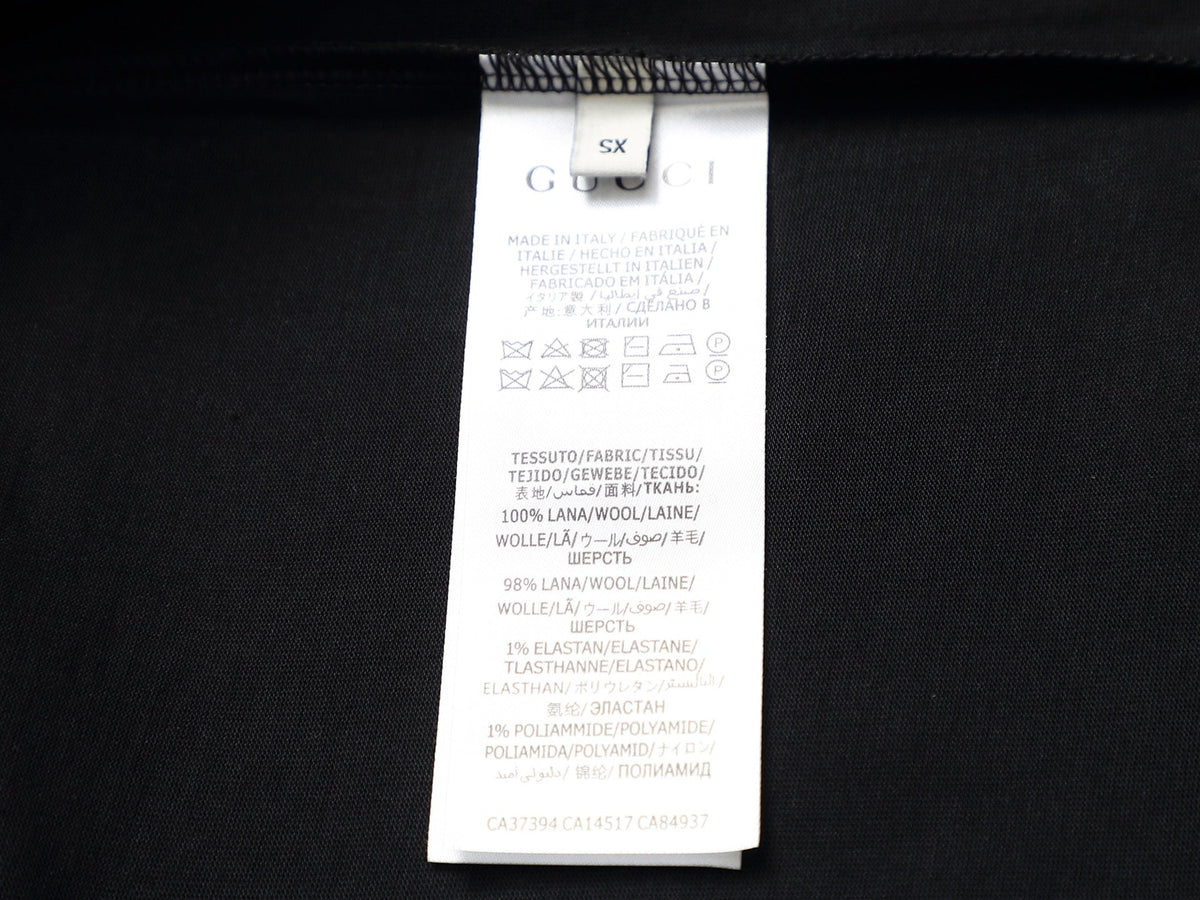 XS
GUCCI
MADE IN ITALY / FABRIQUÉ EN
ITALIE / HECHO EN ITALIA /
HERGESTELLT IN ITALIEN /
FABRICADO EM ITÁLIA /
イタリア製 / صنع في إيطاليا /
产地:意大利 / СДЕЛАНО В
ИТАЛИИ
P
P
TESSUTO/FABRIC/TISSU/
TEJIDO/GEWEBE/TECIDO/
表地/قماس/面料/ТКАНЬ:
100% LANA/WOOL/LAINE/
WOLLE/LÃ/ウール/صوف/羊毛/
ШЕРСТЬ
98% LANA/WOOL/LAINE/
WOLLE/LÃ/ウール/صوف/羊毛/
ШЕРСТЬ
1% ELASTAN/ELASTANE/
TLASTHANNE/ELASTANO/
ELASTHAN/ポリウレタン/
氨纶/ЭЛАСТАН
1% POLIAMMIDE/POLYAMIDE/
POLIAMIDA/POLYAMID/ナイロン/
锦纶/ ПОЛИАМИД
CA37394 CA14517 CA84937